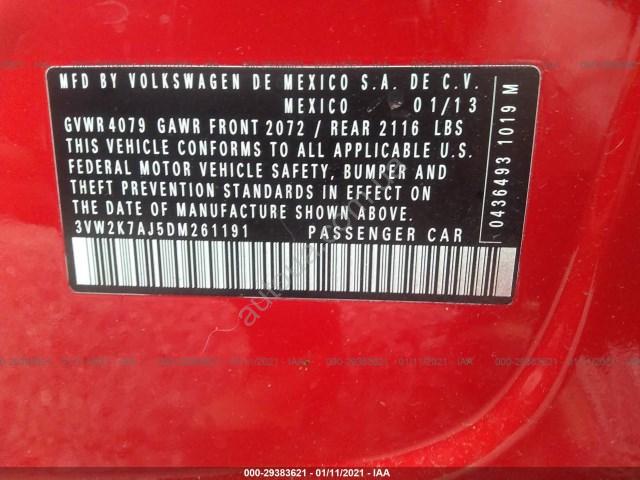 MFD BY VOLKSWAGEN DE MEXICO S.A. DE C.V.
MEXICO 01/13
GVWR 4079 GAWR FRONT 2072 / REAR 2116 LBS
THIS VEHICLE CONFORMS TO ALL APPLICABLE U.S.
FEDERAL MOTOR VEHICLE SAFETY, BUMPER AND
THEFT PREVENTION STANDARDS IN EFFECT ON
THE DATE OF MANUFACTURE SHOWN ABOVE.
3VW2K7AJ5DM261191 PASSENGER CAR
0436493 1019 M
000-29383621 - 01/11/2021 - IAA